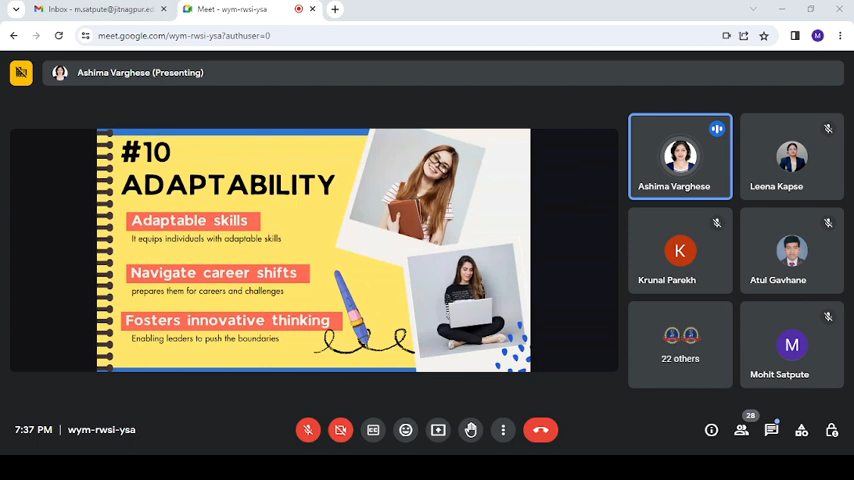 Inbox - m.satpute@jitnagpur.ed
Meet - wym-rwsi-ysa
meet.google.com/wym-rwsi-ysa?authuser=0
M
Ashima Varghese (Presenting)
#10
ADAPTABILITY
Adaptable skills
It equips individuals with adaptable skills
Navigate career shifts
prepares them for careers and challenges
Fosters innovative thinking
Enabling leaders to push the boundaries
Ashima Varghese
Leena Kapse
K
Krunal Parekh
Atul Gavhane
22 others
M
Mohit Satpute
7:37 PM | wym-rwsi-ysa
28